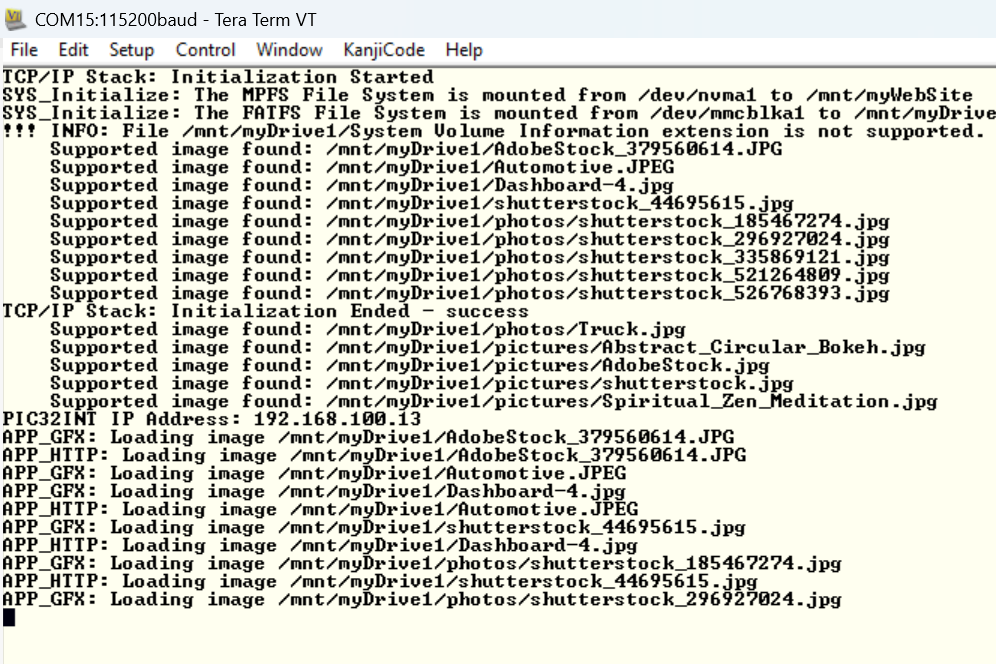 COM15:115200baud - Tera Term VT
File Edit Setup Control Window KanjiCode Help
TCP/IP Stack: Initialization Started
SYS_Initialize: The MPFS File System is mounted from /dev/nvma1 to /mnt/myWebSite
SYS_Initialize: The FATFS File System is mounted from /dev/mmcblka1 to /mnt/myDrive
!!! INFO: File /mnt/myDrive1/System Volume Information extension is not supported.
Supported image found: /mnt/myDrive1/AdobeStock_379560614.JPG
Supported image found: /mnt/myDrive1/Automotive.JPEG
Supported image found: /mnt/myDrive1/Dashboard-4.jpg
Supported image found: /mnt/myDrive1/shutterstock_44695615.jpg
Supported image found: /mnt/myDrive1/photos/shutterstock_185467274.jpg
Supported image found: /mnt/myDrive1/photos/shutterstock_296927024.jpg
Supported image found: /mnt/myDrive1/photos/shutterstock_335869121.jpg
Supported image found: /mnt/myDrive1/photos/shutterstock_521264809.jpg
Supported image found: /mnt/myDrive1/photos/shutterstock_526768393.jpg
TCP/IP Stack: Initialization Ended - success
Supported image found: /mnt/myDrive1/photos/Truck.jpg
Supported image found: /mnt/myDrive1/pictures/Abstract_Circular_Bokeh.jpg
Supported image found: /mnt/myDrive1/pictures/AdobeStock.jpg
Supported image found: /mnt/myDrive1/pictures/shutterstock.jpg
Supported image found: /mnt/myDrive1/pictures/Spiritual_Zen_Meditation.jpg
PIC32INT IP Address: 192.168.100.13
APP_GFX: Loading image /mnt/myDrive1/AdobeStock_379560614.JPG
APP_HTTP: Loading image /mnt/myDrive1/AdobeStock_379560614.JPG
APP_GFX: Loading image /mnt/myDrive1/Automotive.JPEG
APP_GFX: Loading image /mnt/myDrive1/Dashboard-4.jpg
APP_HTTP: Loading image /mnt/myDrive1/Automotive.JPEG
APP_GFX: Loading image /mnt/myDrive1/shutterstock_44695615.jpg
APP_HTTP: Loading image /mnt/myDrive1/Dashboard-4.jpg
APP_GFX: Loading image /mnt/myDrive1/photos/shutterstock_185467274.jpg
APP_HTTP: Loading image /mnt/myDrive1/shutterstock_44695615.jpg
APP_GFX: Loading image /mnt/myDrive1/photos/shutterstock_296927024.jpg